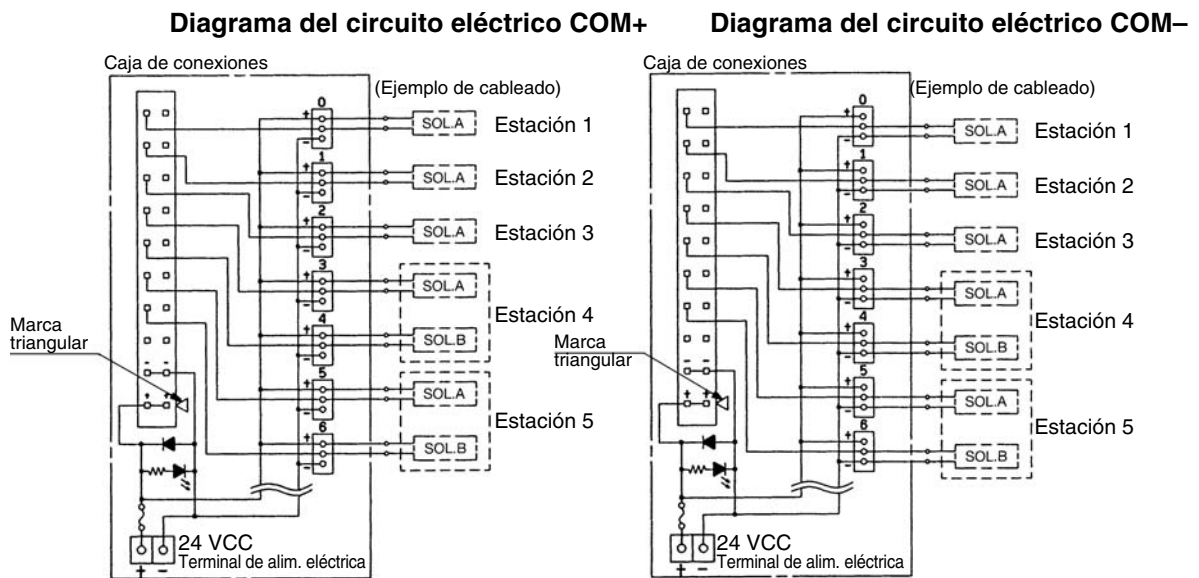 Diagrama del circuito eléctrico COM+
Caja de conexiones
(Ejemplo de cableado)
0
+
–
SOL.A
Estación 1
1
+
–
SOL.A
Estación 2
2
+
–
SOL.A
Estación 3
3
+
–
SOL.A
Estación 4
4
+
–
SOL.B
Marca
triangular
- -
+ +
5
+
–
SOL.A
Estación 5
6
+
–
SOL.B
24 VCC
Terminal de alim. eléctrica
+ –
Diagrama del circuito eléctrico COM–
Caja de conexiones
(Ejemplo de cableado)
0
+
–
SOL.A
Estación 1
1
+
–
SOL.A
Estación 2
2
+
–
SOL.A
Estación 3
3
+
–
SOL.A
Estación 4
4
+
–
SOL.B
Marca
triangular
- -
+ +
5
+
–
SOL.A
Estación 5
6
+
–
SOL.B
24 VCC
Terminal de alim. eléctrica
+ –